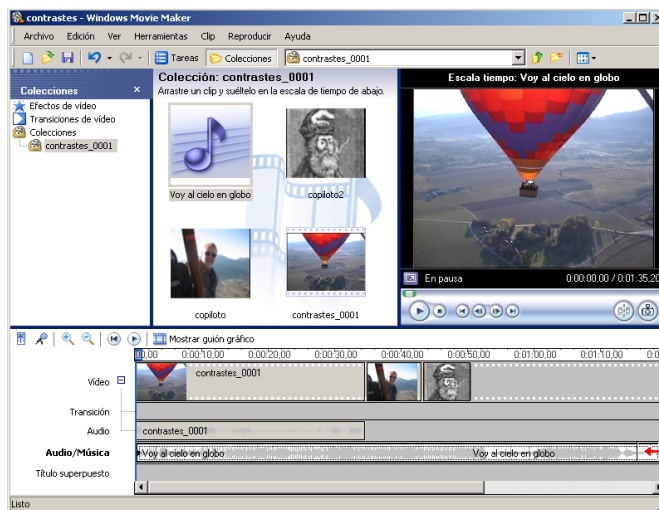 contrastes - Windows Movie Maker
Archivo Edición Ver Herramientas Clip Reproducir Ayuda
Tareas Colecciones contrastes_0001
Colecciones
Efectos de vídeo
Transiciones de vídeo
Colecciones
contrastes_0001
Colección: contrastes_0001
Arrastre un clip y suéltelo en la escala de tiempo de abajo.
Voy al cielo en globo
copiloto2
copiloto
contrastes_0001
Escala tiempo: Voy al cielo en globo
En pausa
0:00:00,00 / 0:01:35,20
Mostrar guión gráfico
0,00 0:00:10,00 0:00:20,00 0:00:30,00 0:00:40,00 0:00:50,00 0:01:00,00 0:01:10,00 0:0
Vídeo
contrastes_0001
Transición
Audio
contrastes_0001
Audio/Música
Voy al cielo en globo
Voy al cielo en globo
Título superpuesto
Listo